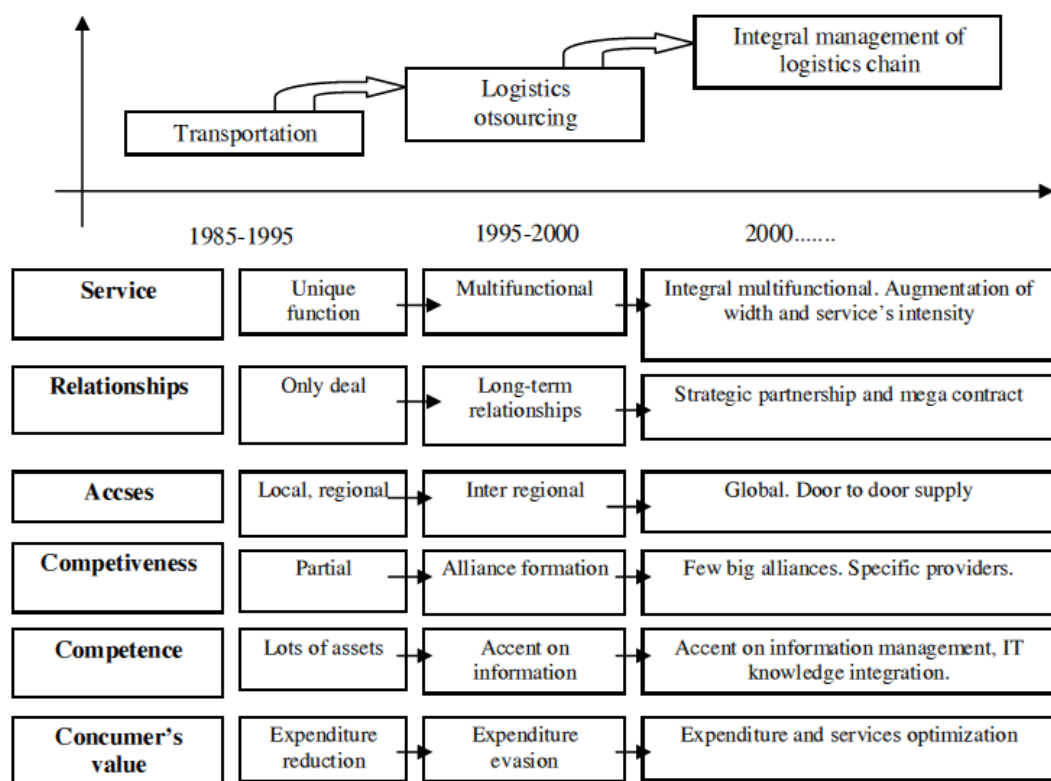 Integral management of
logistics chain
Logistics
otsourcing
Transportation
1985-1995
1995-2000
2000.......
Service
Unique
function
Multifunctional
Integral multifunctional. Augmentation of
width and service's intensity
Relationships
Only deal
Long-term
relationships
Strategic partnership and mega contract
Accses
Local, regional
Inter regional
Global. Door to door supply
Competiveness
Partial
Alliance formation
Few big alliances. Specific providers.
Competence
Lots of assets
Accent on
information
Accent on information management, IT
knowledge integration.
Concumer's
value
Expenditure
reduction
Expenditure
evasion
Expenditure and services optimization